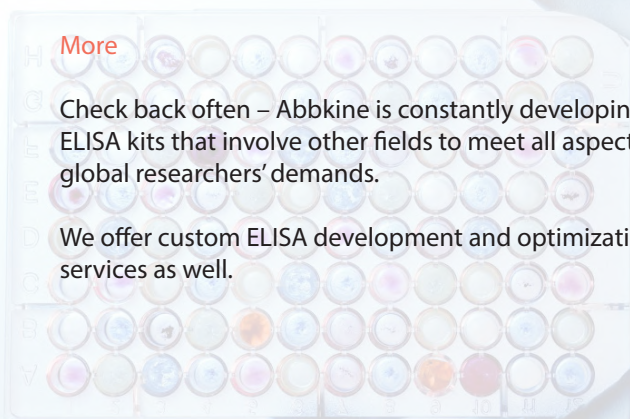 More
Check back often – Abbkine is constantly developin
ELISA kits that involve other fields to meet all aspect
global researchers’ demands.
We offer custom ELISA development and optimizati
services as well.